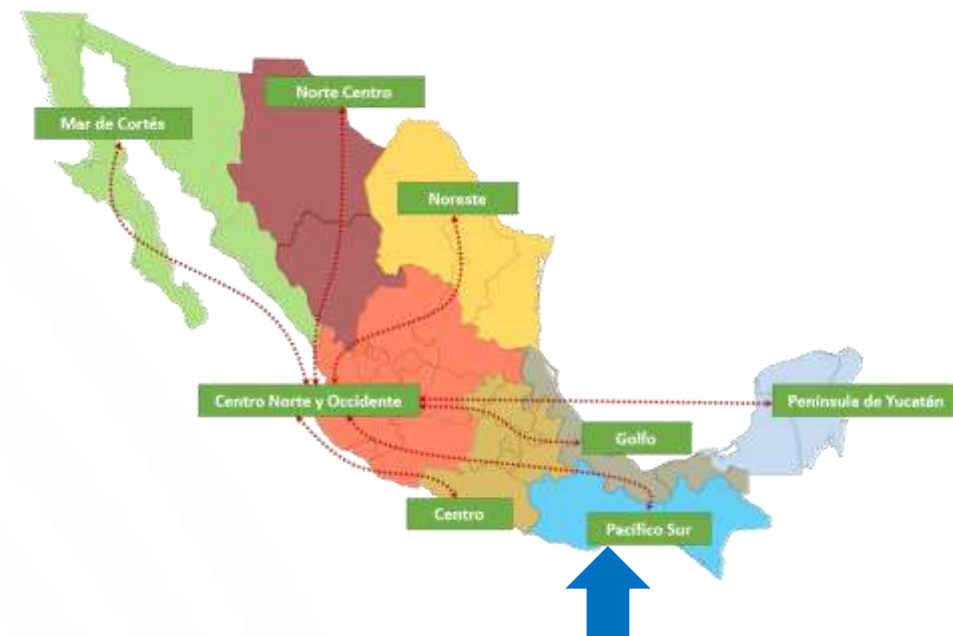 Norte Centro
Mar de Cortés
Noreste
Centro Norte y Occidente
Península de Yucatán
Golfo
Centro
Pacífico Sur